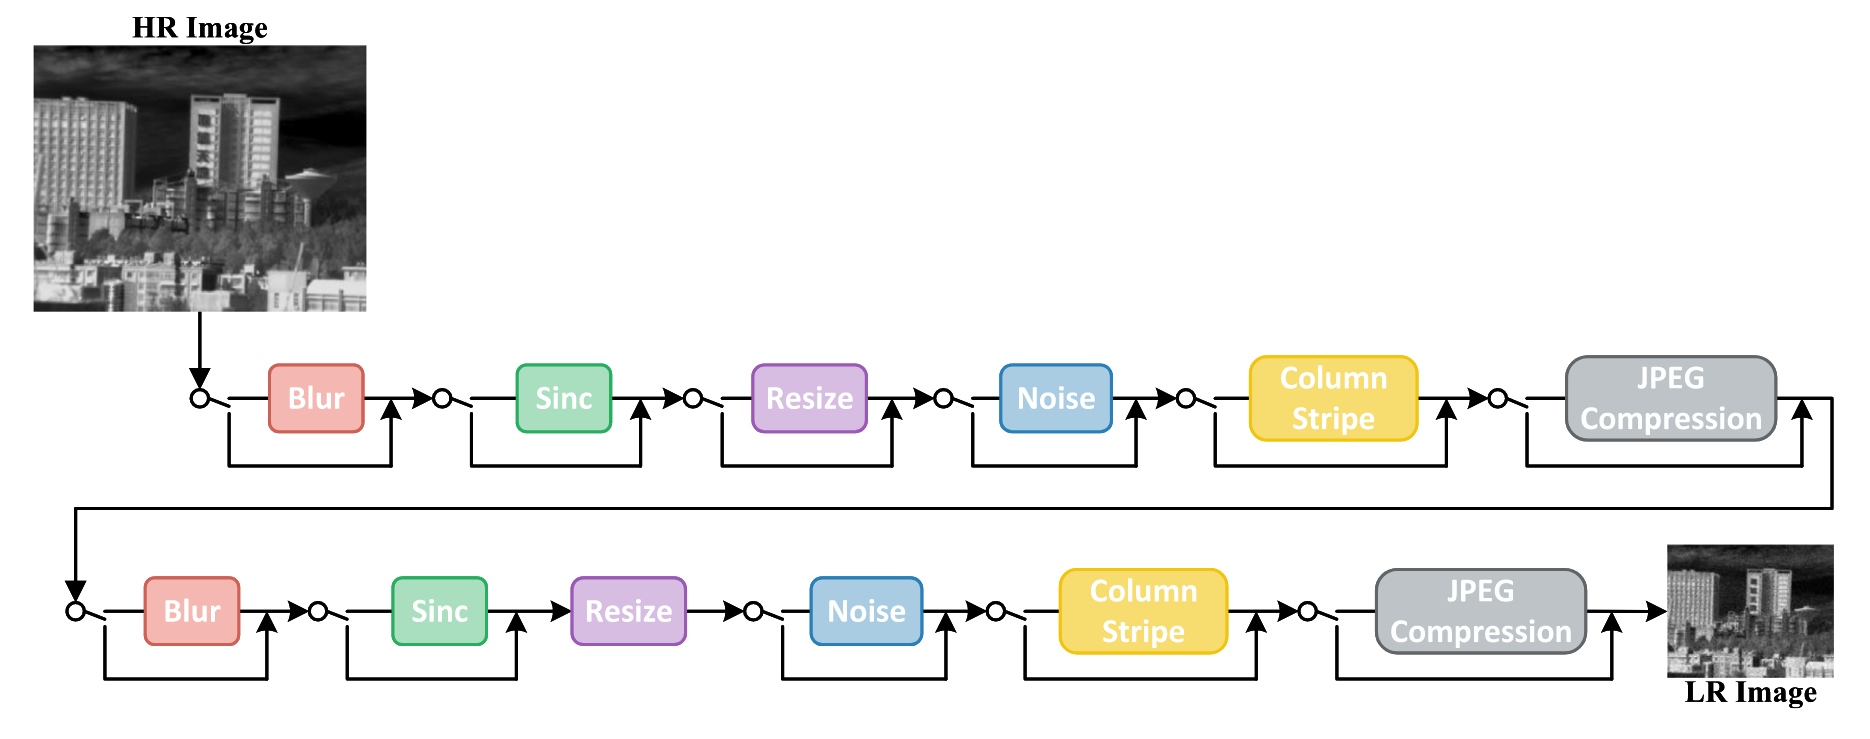 HR Image
Blur
Sinc
Resize
Noise
Column
Stripe
JPEG
Compression
Blur
Sinc
Resize
Noise
Column
Stripe
JPEG
Compression
LR Image